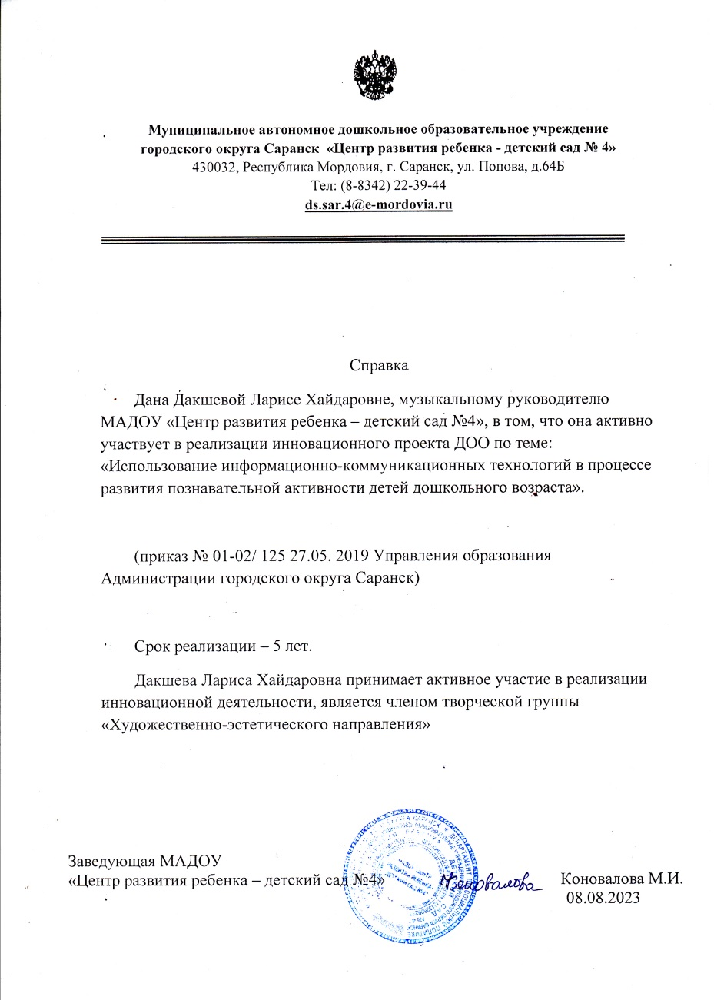 Муниципальное автономное дошкольное образовательное учреждение
городского округа Саранск «Центр развития ребенка - детский сад № 4»
430032, Республика Мордовия, г. Саранск, ул. Попова, д.64Б
Тел: (8-8342) 22-39-44
ds.sar.4@e-mordovia.ru
Справка
Дана Дакшевой Ларисе Хайдаровне, музыкальному руководителю
МАДОУ «Центр развития ребенка – детский сад №4», в том, что она активно
участвует в реализации инновационного проекта ДОО по теме:
«Использование информационно-коммуникационных технологий в процессе
развития познавательной активности детей дошкольного возраста».
(приказ № 01-02/ 125 27.05. 2019 Управления образования
Администрации городского округа Саранск)
Срок реализации – 5 лет.
Дакшева Лариса Хайдаровна принимает активное участие в реализации
инновационной деятельности, является членом творческой группы
«Художественно-эстетического направления»
Заведующая МАДОУ
«Центр развития ребенка – детский сад №4» Коновалова М.И.
08.08.2023